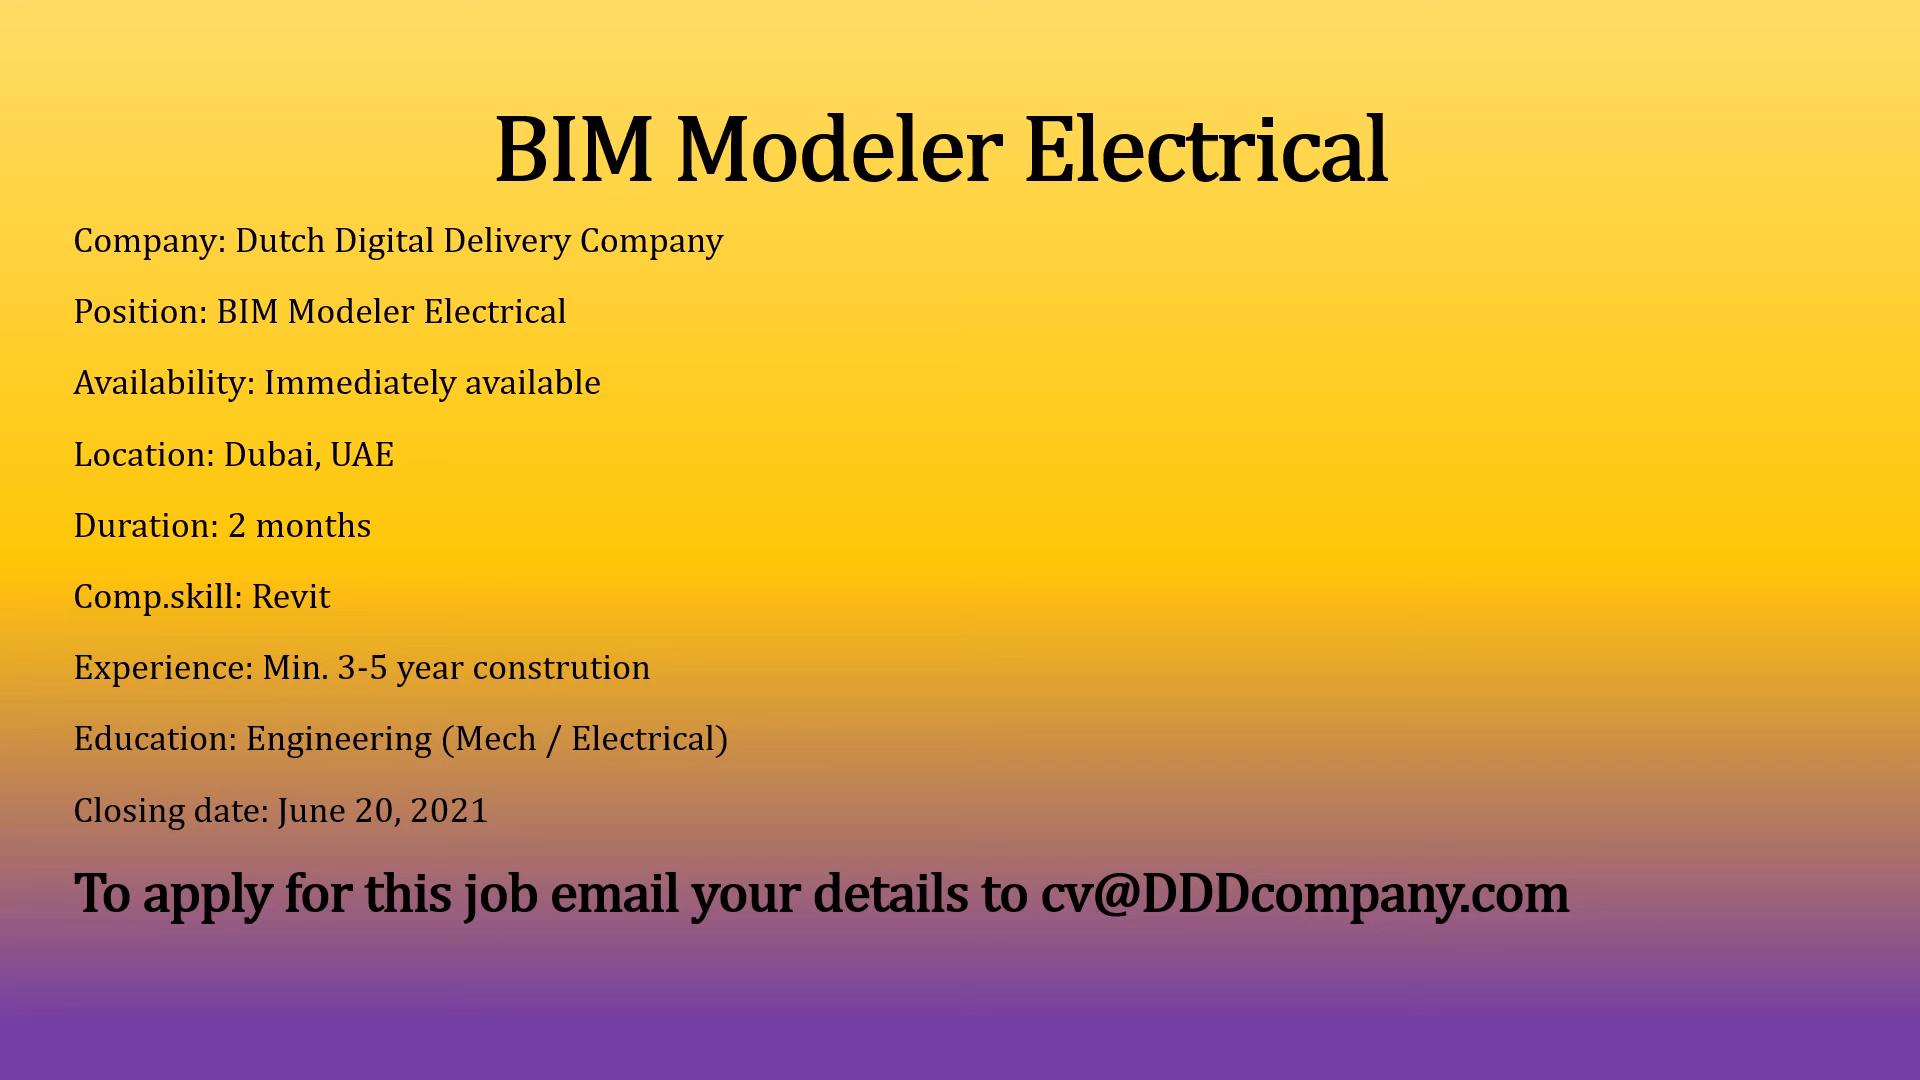 BIM Modeler Electrical
Company: Dutch Digital Delivery Company
Position: BIM Modeler Electrical
Availability: Immediately available
Location: Dubai, UAE
Duration: 2 months
Comp.skill: Revit
Experience: Min. 3-5 year constrution
Education: Engineering (Mech / Electrical)
Closing date: June 20, 2021
To apply for this job email your details to cv@DDDcompany.com